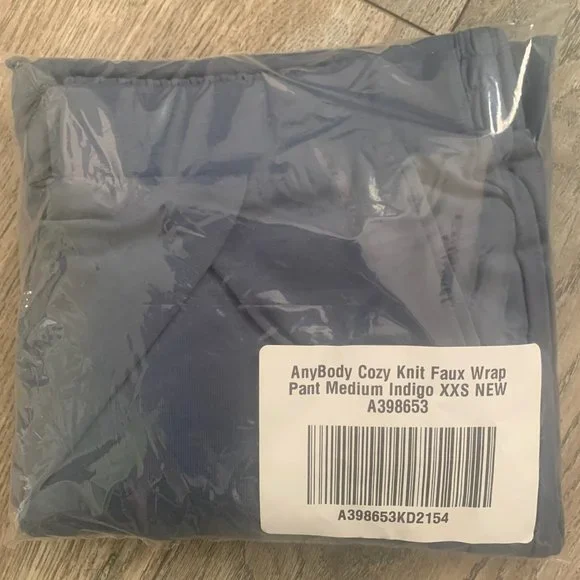 AnyBody Cozy Knit Faux Wrap
Pant Medium Indigo XXS NEW
A398653
A398653KD2154